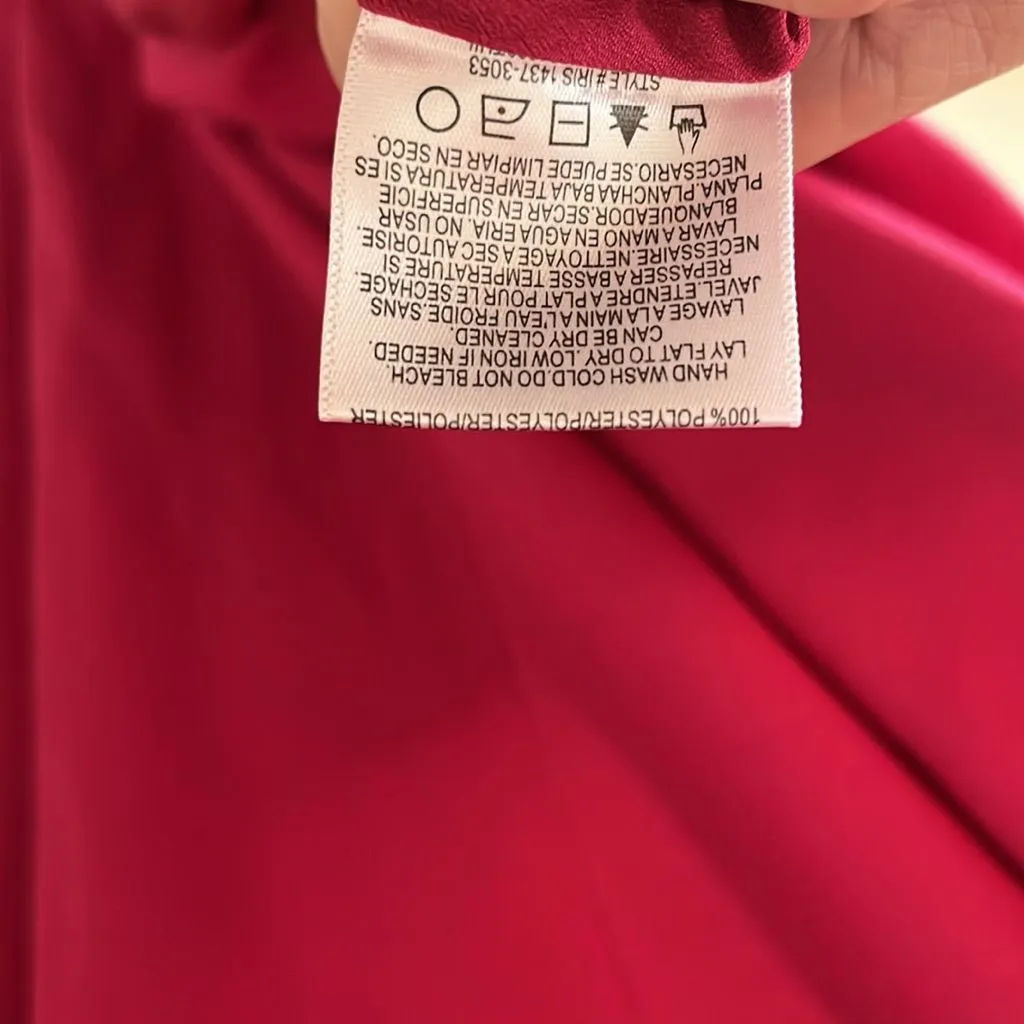 100% POLYESTER/POLYESTER/POLIESTER
HAND WASH COLD.DO NOT BLEACH.
LAY FLAT TO DRY. LOW IRON IF NEEDED.
CAN BE DRY CLEANED.
LAVAGE A LA MAIN A L'EAU FROIDE.SANS
JAVEL.ETENDRE A PLAT POUR LE SECHAGE.
REPASSER A BASSE TEMPERATURE SI
NECESSAIRE.NETTOYAGE A SEC AUTORISE.
LAVAR A MANO EN AGUA ERIA. NO USAR
BLANQUEADOR.SECAR EN SUPERFICIE
PLANA.PLANCHAA BAJA TEMPERATURA SI ES
NECESARIO.SE PUEDE LIMPIAR EN SECO.
STYLE # IRIS 1437-3053